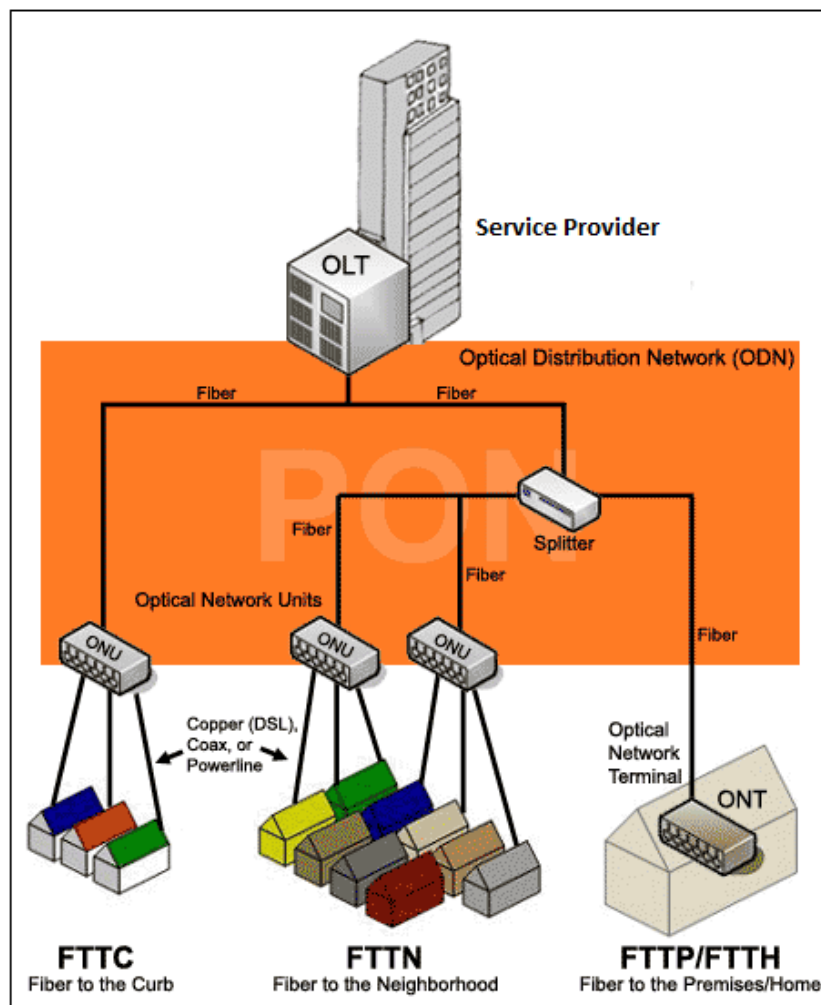 Service Provider
OLT
Optical Distribution Network (ODN)
Fiber
Fiber
PON
Fiber
Splitter
Fiber
Optical Network Units
Fiber
ONU
ONU
ONU
Copper (DSL),
Coax, or
Powerline
Optical
Network
Terminal
ONT
FTTC
Fiber to the Curb
FTTN
Fiber to the Neighborhood
FTTP/FTTH
Fiber to the Premises/Home